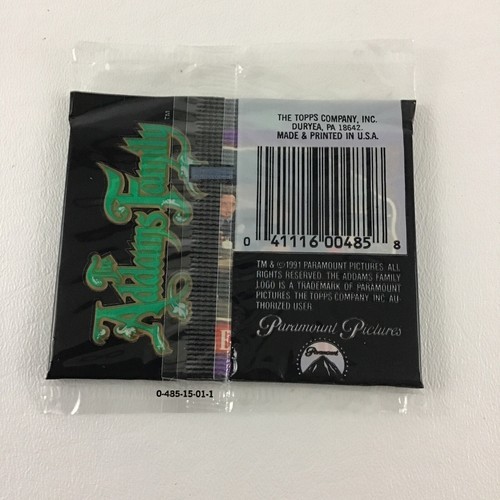 The
Addams Family
TM
THE TOPPS COMPANY, INC.
DURYEA, PA 18642.
MADE & PRINTED IN U.S.A.
0 41116 00485 8
TM & ©1991 PARAMOUNT PICTURES. ALL
RIGHTS RESERVED. THE ADDAMS FAMILY
LOGO IS A TRADEMARK OF PARAMOUNT
PICTURES. THE TOPPS COMPANY, INC. AU-
THORIZED USER.
Paramount Pictures
Paramount
0-485-15-01-1